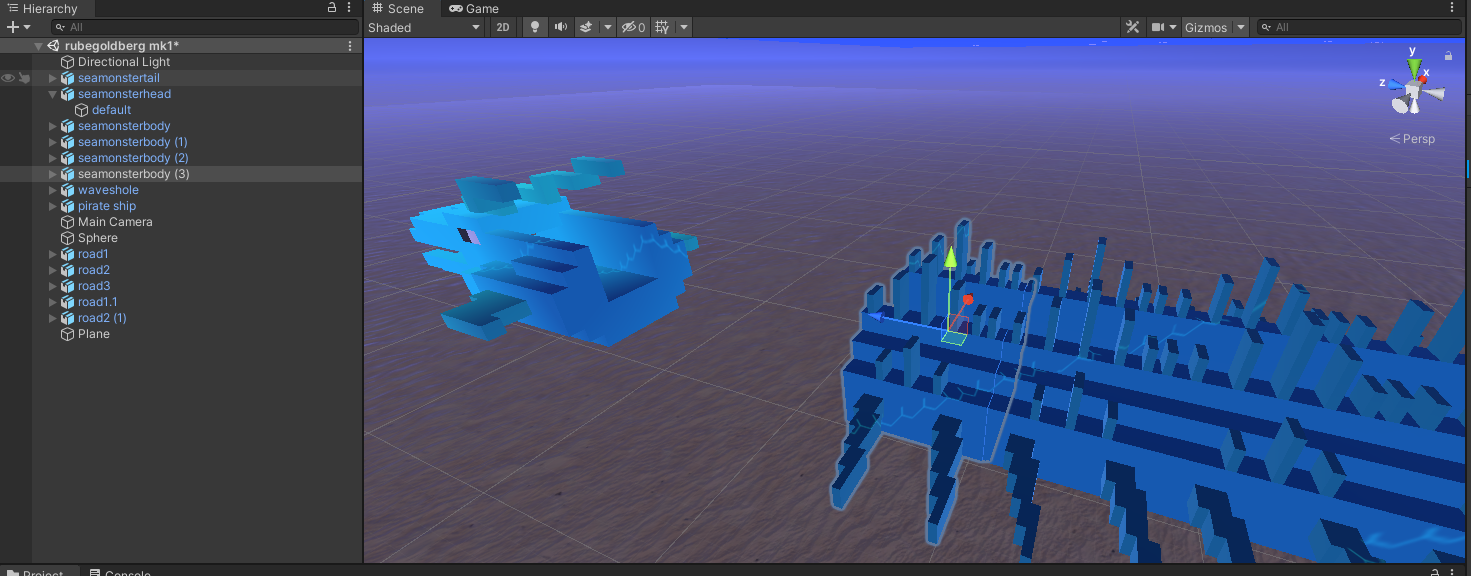 Hierarchy
All
rubegoldberg mk1*
Directional Light
seamonstertail
seamonsterhead
default
seamonsterbody
seamonsterbody (1)
seamonsterbody (2)
seamonsterbody (3)
waveshole
pirate ship
Main Camera
Sphere
road1
road2
road3
road1.1
road2 (1)
Plane
Scene Game
Shaded 2D 0 Gizmos All
y
x
z
Persp
Project Console